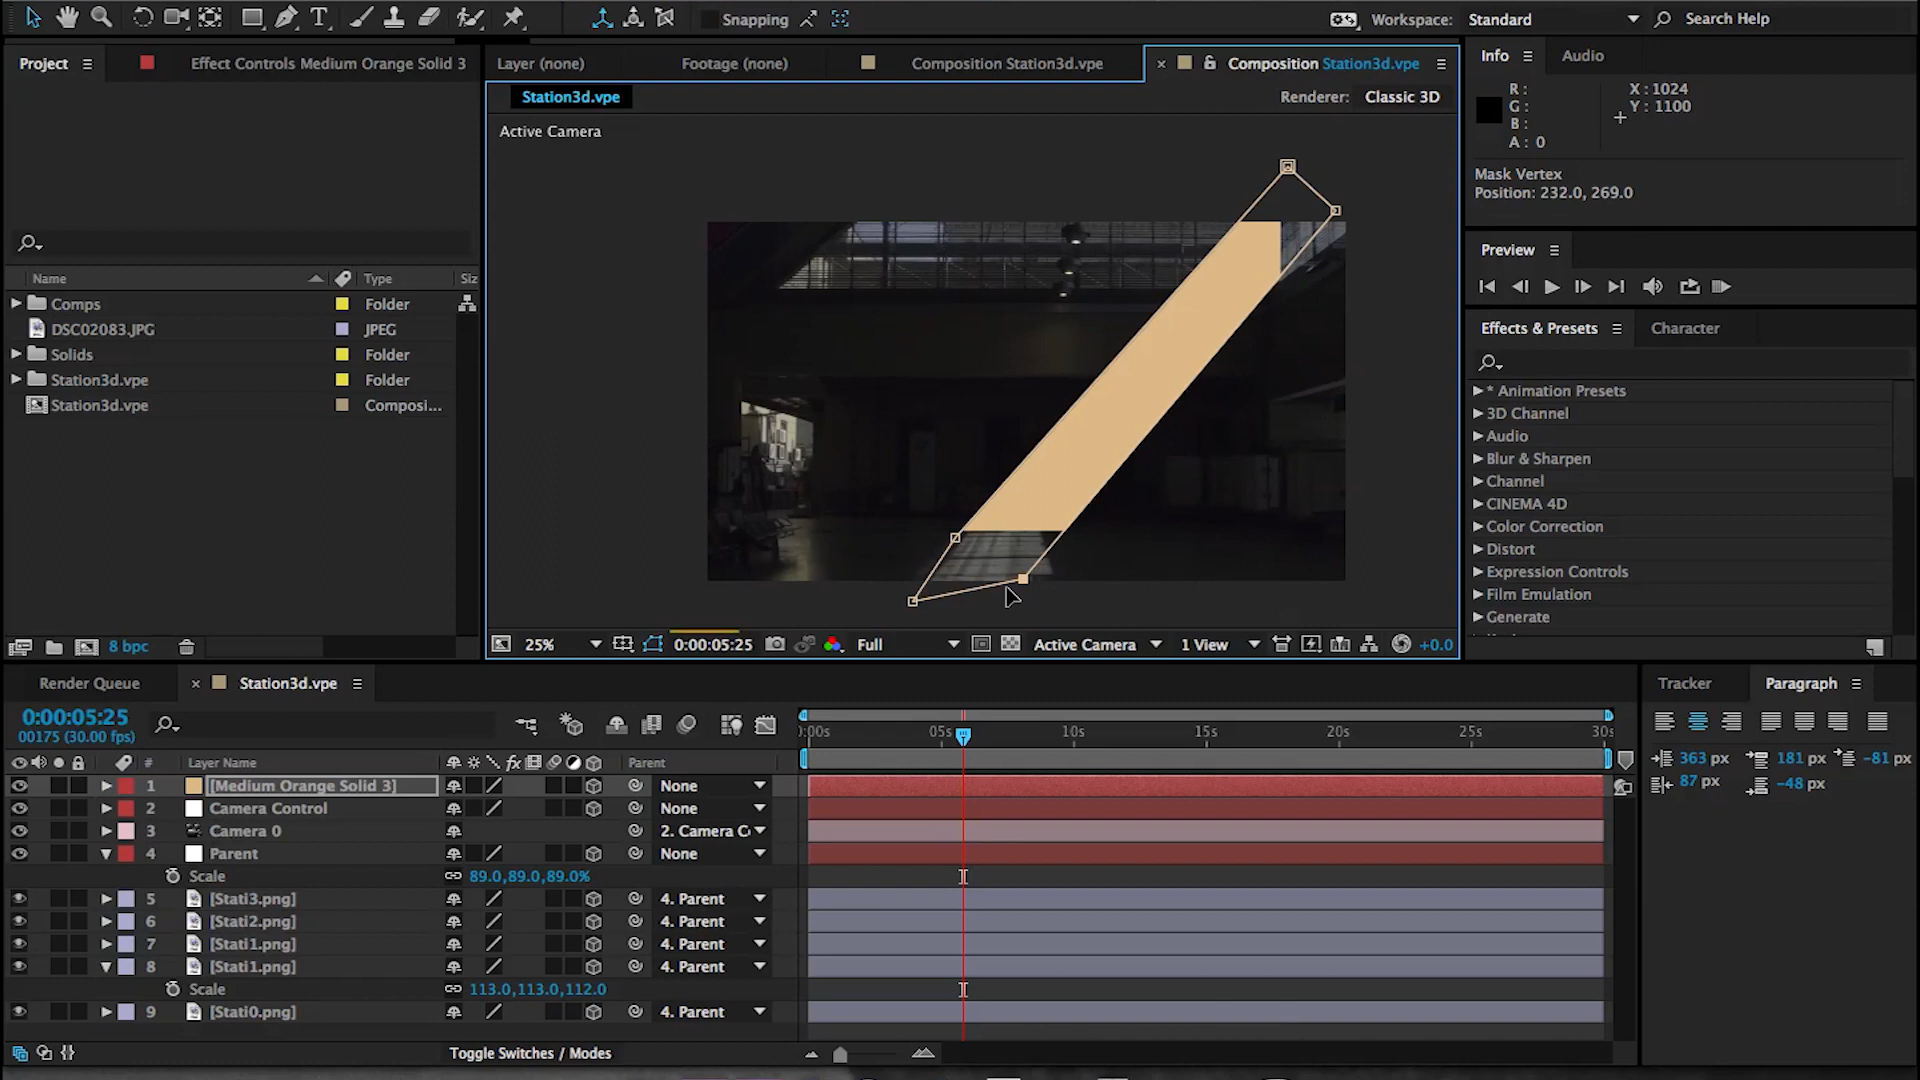 Snapping
Workspace: Standard
Search Help
Project
Effect Controls Medium Orange Solid 3
Layer (none)
Footage (none)
Composition Station3d.vpe
Composition Station3d.vpe
Info
Audio
Station3d.vpe
Renderer: Classic 3D
Active Camera
R :
G :
B :
A : 0
X : 1024
Y : 1100
Mask Vertex
Position: 232.0, 269.0
Preview
Name
Type
Siz
Comps
Folder
DSC02083.JPG
JPEG
Solids
Folder
Station3d.vpe
Folder
Station3d.vpe
Composi...
Effects & Presets
Character
* Animation Presets
3D Channel
Audio
Blur & Sharpen
Channel
CINEMA 4D
Color Correction
Distort
Expression Controls
Film Emulation
Generate
8 bpc
25%
0:00:05:25
Full
Active Camera
1 View
+0.0
Render Queue
Station3d.vpe
Tracker
Paragraph
0:00:05:25
00175 (30.00 fps)
:00s
05s
10s
15s
20s
25s
30s
# Layer Name
fx
Parent
1 [Medium Orange Solid 3] None
2 Camera Control None
3 Camera 0 2. Camera C
4 Parent None
Scale 89.0,89.0,89.0%
5 [Stati3.png] 4. Parent
6 [Stati2.png] 4. Parent
7 [Stati1.png] 4. Parent
8 [Stati1.png] 4. Parent
Scale 113.0,113.0,112.0
9 [Stati0.png] 4. Parent
Toggle Switches / Modes
363 px
181 px
-81 px
87 px
-48 px